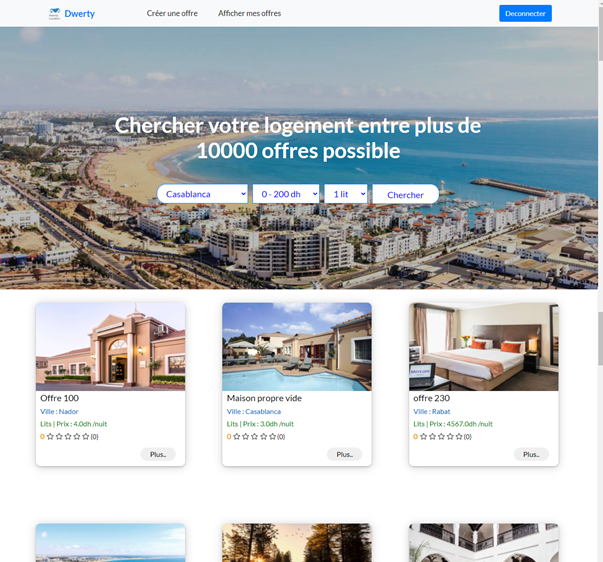 Dwerty
Créer une offre
Afficher mes offres
Deconnecter
Chercher votre logement entre plus de
10000 offres possible
Casablanca
0 - 200 dh
1 lit
Chercher
Offre 100
Ville : Nador
Lits | Prix : 4.0dh /nuit
0 (0)
Plus..
Maison propre vide
Ville : Casablanca
Lits | Prix : 3.0dh /nuit
0 (0)
Plus..
offre 230
Ville : Rabat
Lits | Prix : 4567.0dh /nuit
0 (0)
Plus..